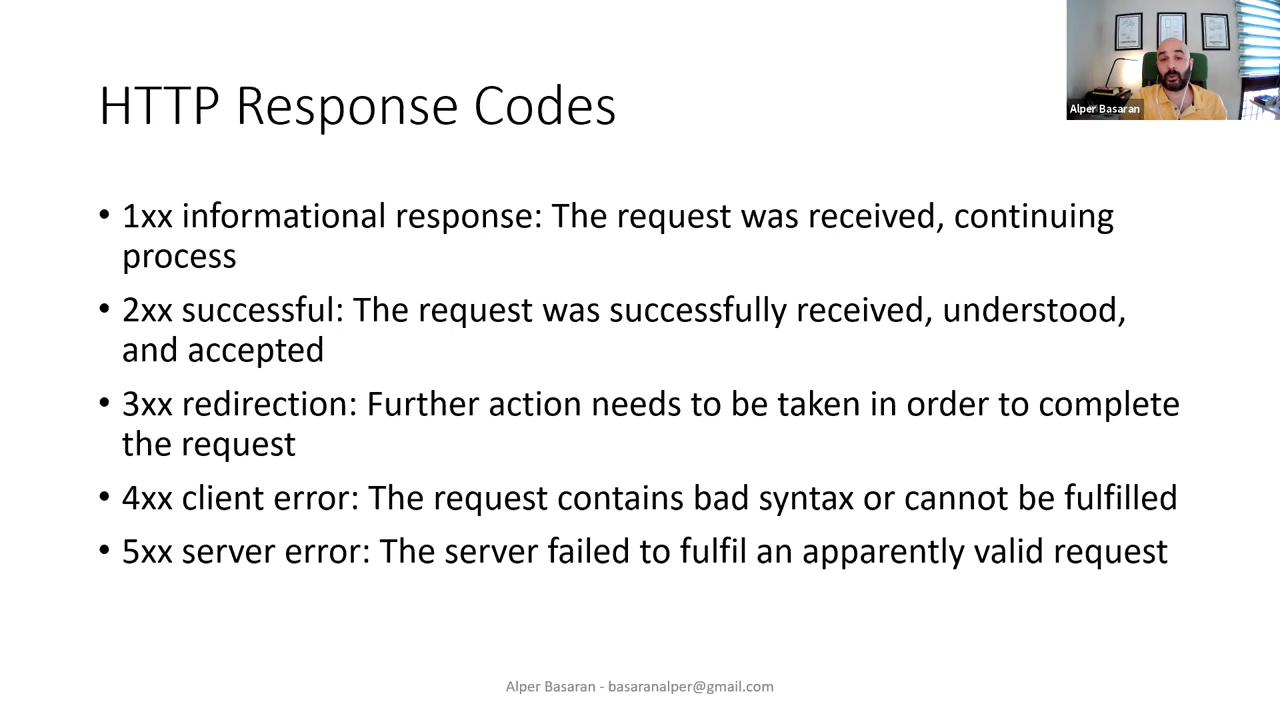 HTTP Response Codes
Alper Basaran
• 1xx informational response: The request was received, continuing
process
• 2xx successful: The request was successfully received, understood,
and accepted
• 3xx redirection: Further action needs to be taken in order to complete
the request
• 4xx client error: The request contains bad syntax or cannot be fulfilled
• 5xx server error: The server failed to fulfil an apparently valid request
Alper Basaran - basaranalper@gmail.com